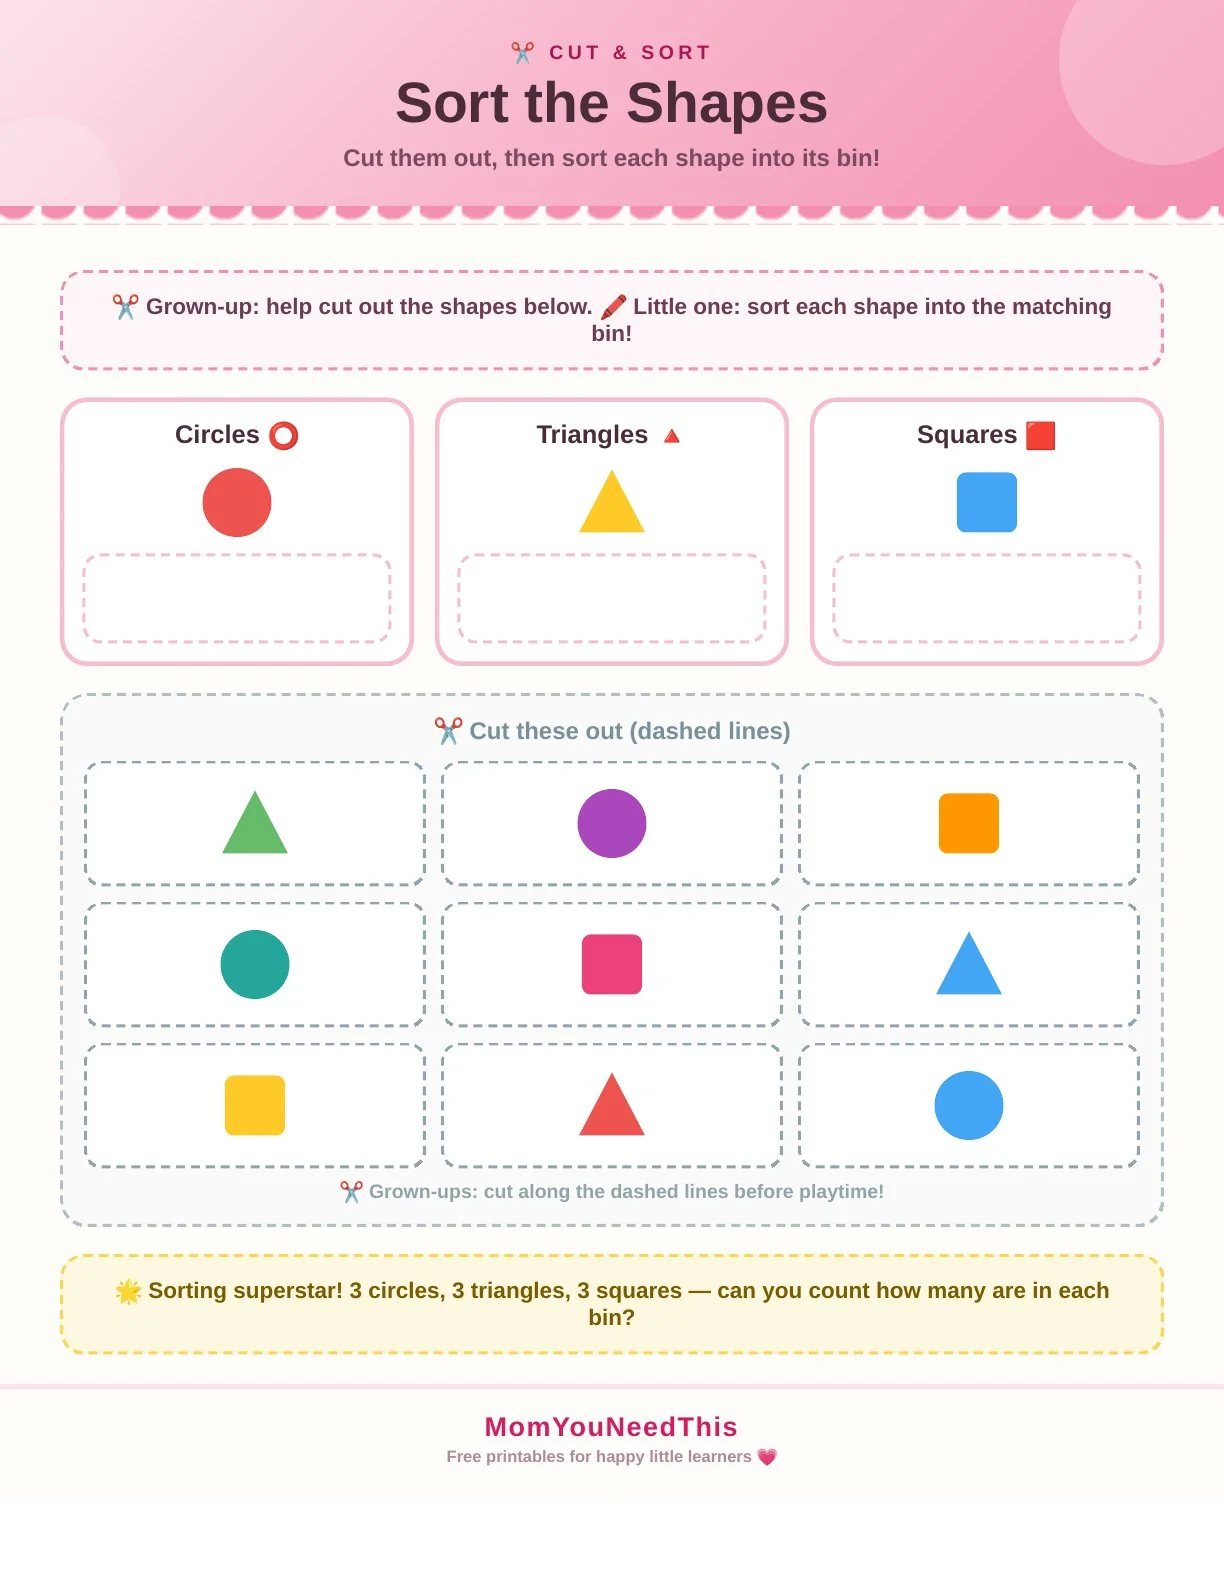 ✂️ CUT & SORT
Sort the Shapes
Cut them out, then sort each shape into its bin!
✂️ Grown-up: help cut out the shapes below. 🖍️ Little one: sort each shape into the matching
bin!
Circles ⭕
Triangles 🔺
Squares 🟥
✂️ Cut these out (dashed lines)
✂️ Grown-ups: cut along the dashed lines before playtime!
🌟 Sorting superstar! 3 circles, 3 triangles, 3 squares — can you count how many are in each
bin?
MomYouNeedThis
Free printables for happy little learners 💗